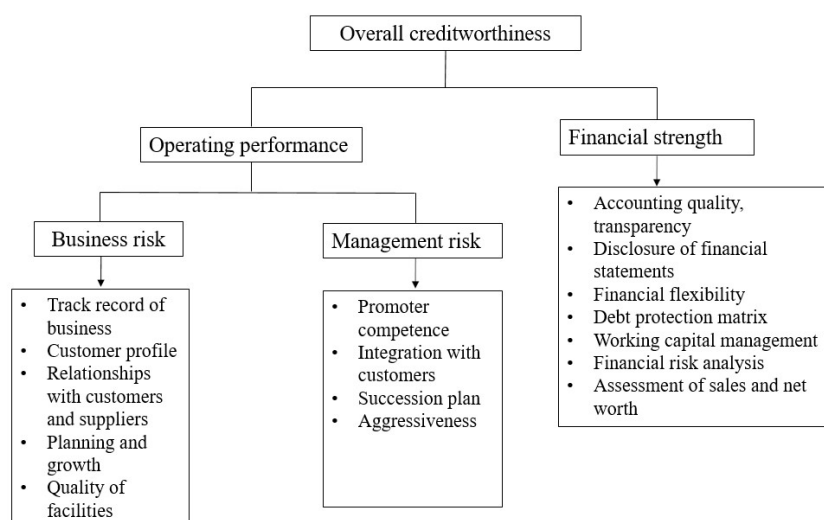 Overall creditworthiness
Operating performance
Financial strength
Business risk
Management risk
• Track record of
business
• Customer profile
• Relationships
with customers
and suppliers
• Planning and
growth
• Quality of
facilities
• Promoter
competence
• Integration with
customers
• Succession plan
• Aggressiveness
• Accounting quality,
transparency
• Disclosure of financial
statements
• Financial flexibility
• Debt protection matrix
• Working capital management
• Financial risk analysis
• Assessment of sales and net
worth